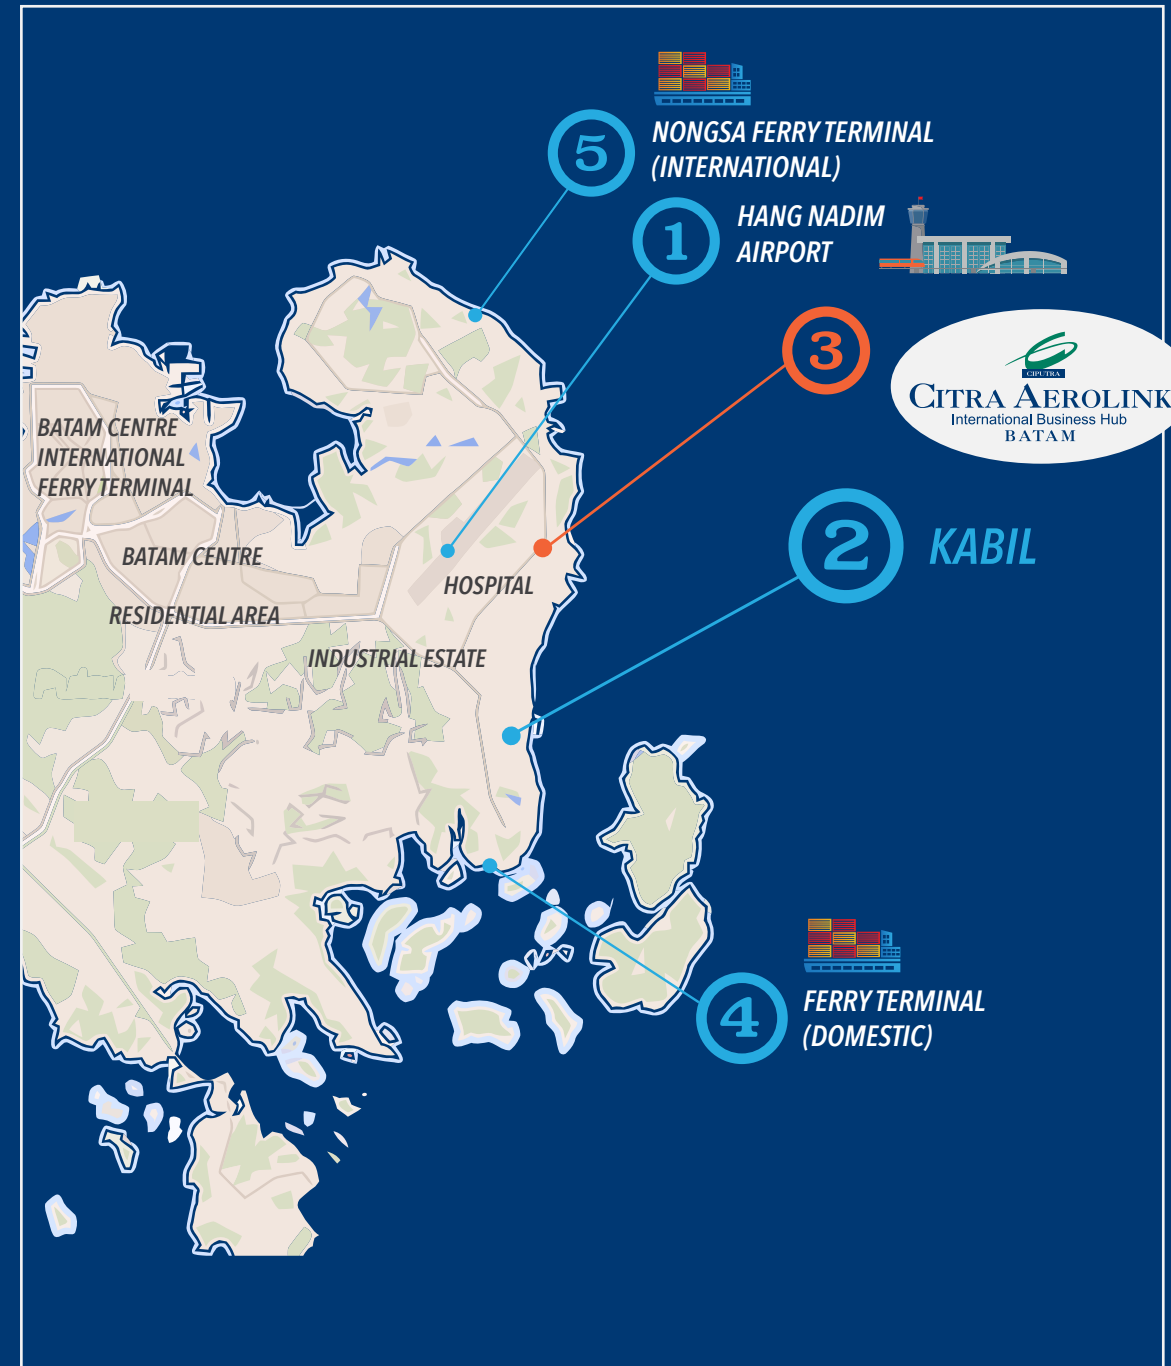 5
NONGSA FERRY TERMINAL
(INTERNATIONAL)
1
HANG NADIM
AIRPORT
3
CIPUTRA
CITRA AEROLINK
International Business Hub
BATAM
BATAM CENTRE
INTERNATIONAL
FERRY TERMINAL
2
KABIL
BATAM CENTRE
HOSPITAL
RESIDENTIAL AREA
INDUSTRIAL ESTATE
4
FERRY TERMINAL
(DOMESTIC)